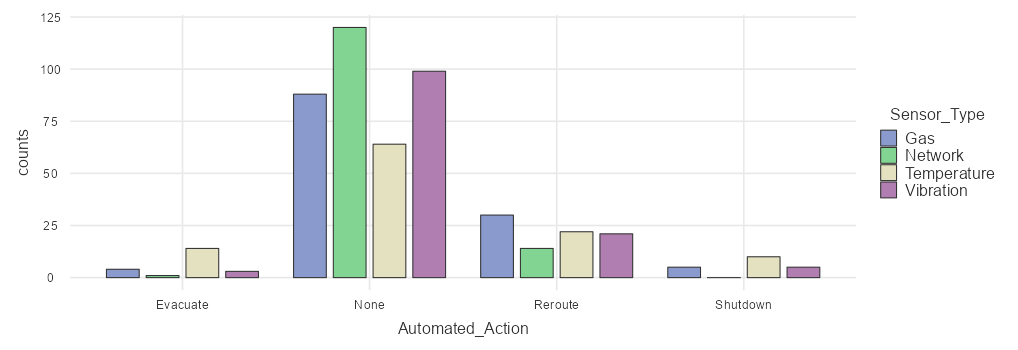 125
100
75
50
25
0
counts
Evacuate None Reroute Shutdown
Automated_Action
Sensor_Type
Gas
Network
Temperature
Vibration